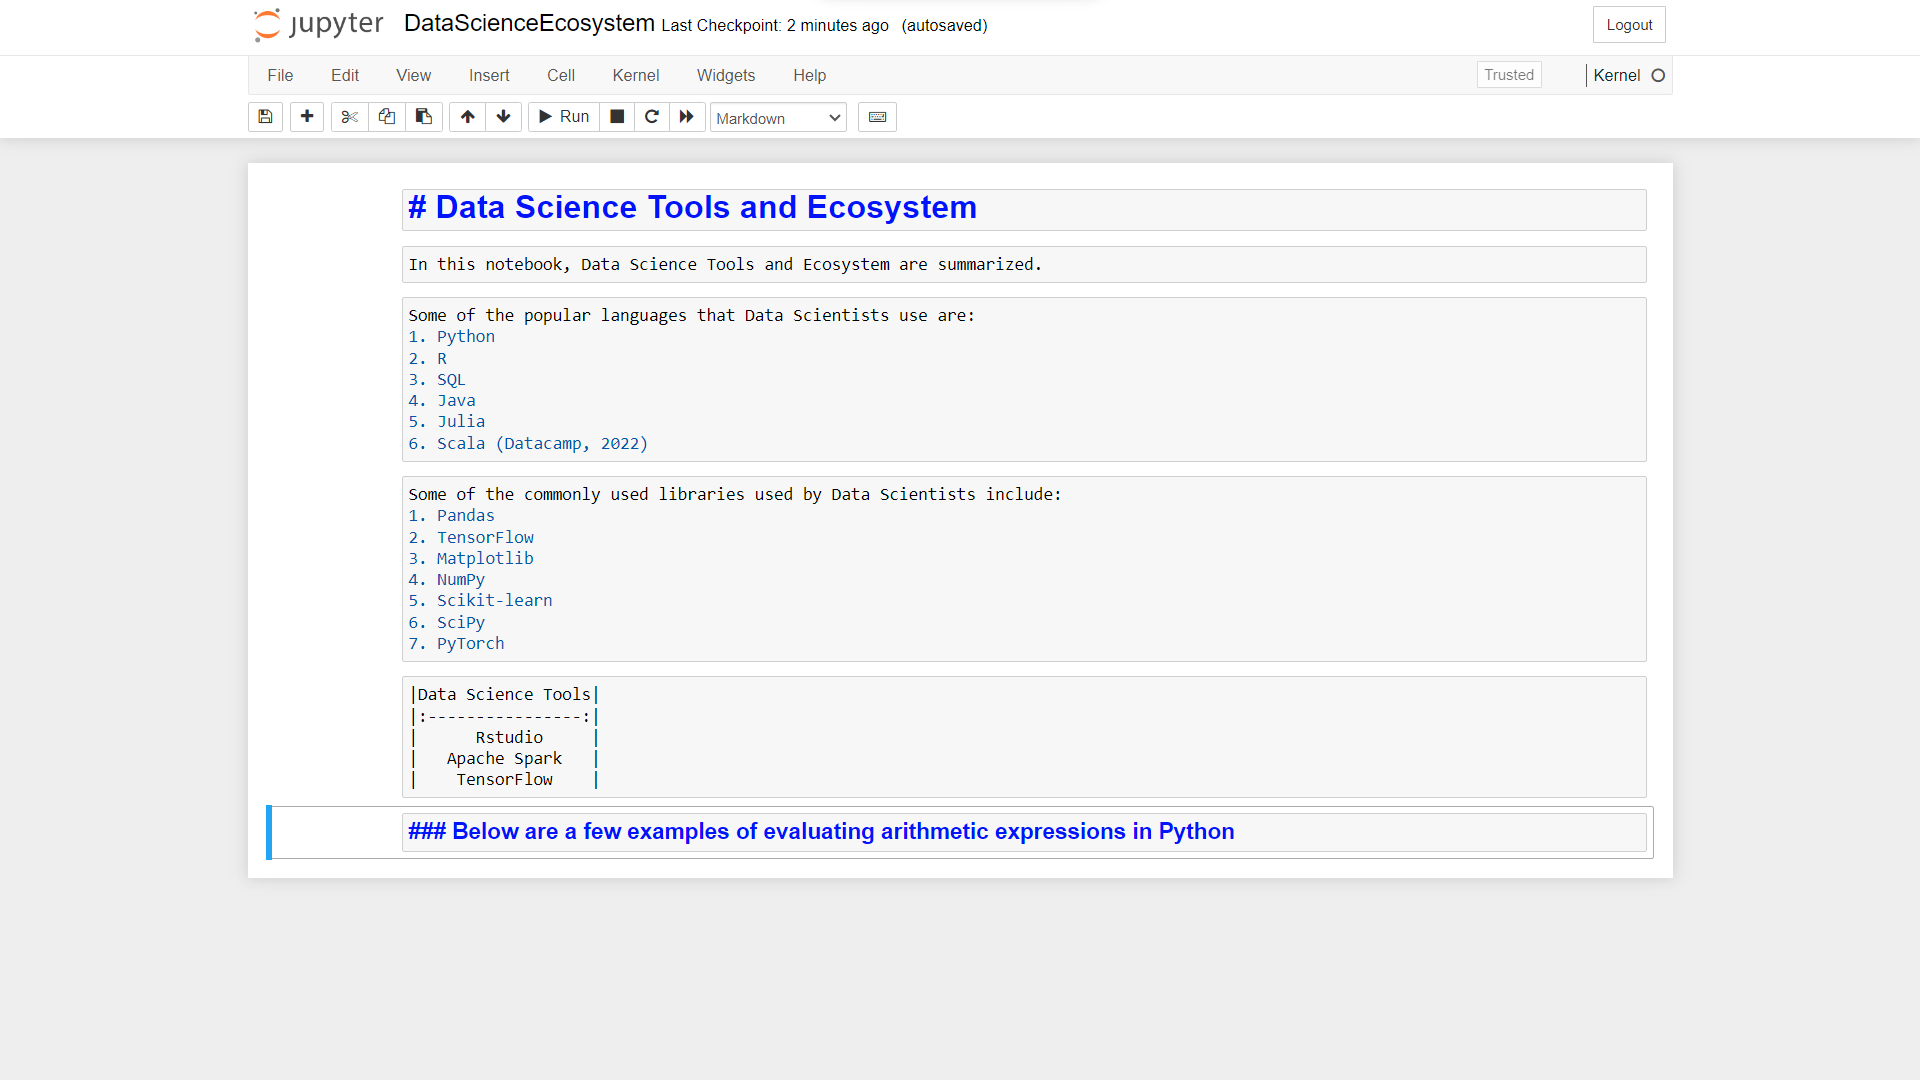 jupyter DataScienceEcosystem Last Checkpoint: 2 minutes ago (autosaved) Logout
File Edit View Insert Cell Kernel Widgets Help Trusted Kernel
Run Markdown
# Data Science Tools and Ecosystem
In this notebook, Data Science Tools and Ecosystem are summarized.
Some of the popular languages that Data Scientists use are:
1. Python
2. R
3. SQL
4. Java
5. Julia
6. Scala (Datacamp, 2022)
Some of the commonly used libraries used by Data Scientists include:
1. Pandas
2. TensorFlow
3. Matplotlib
4. NumPy
5. Scikit-learn
6. SciPy
7. PyTorch
|Data Science Tools|
|:----------------:|
|      Rstudio     |
|   Apache Spark   |
|    TensorFlow    |
### Below are a few examples of evaluating arithmetic expressions in Python